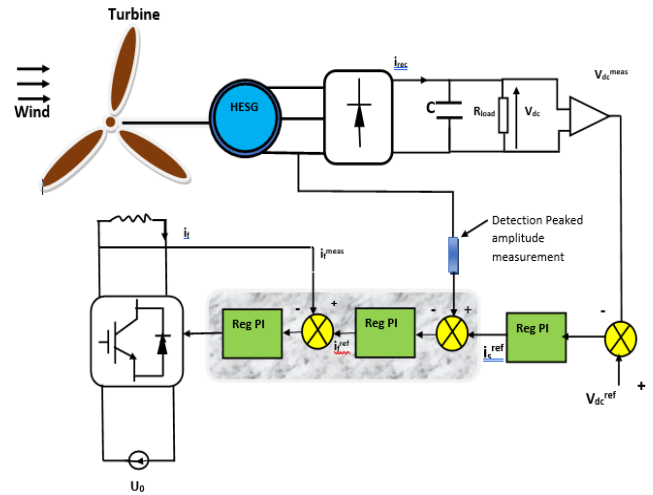 Turbine
Wind
HESG
i_rec
C
R_load
V_dc
V_dc^meas
Detection Peaked
amplitude
measurement
i_f
i_f^meas
- +
- +
-
Reg PI
i_f^ref
Reg PI
i_s^ref
Reg PI
V_dc^ref
+
U_0